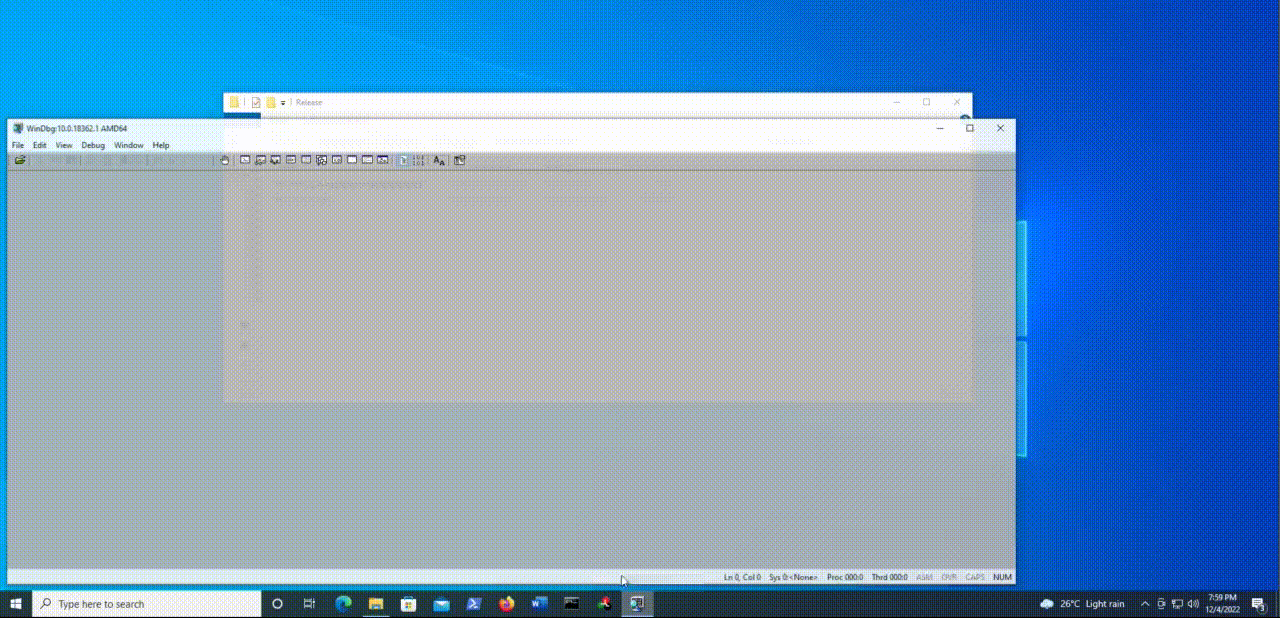 Release
WinDbg:10.0.18362.1 AMD64
File Edit View Debug Window Help
Ln 0, Col 0 Sys 0:<None> Proc 000:0 Thrd 000:0 ASM OVR CAPS NUM
Type here to search
26°C Light rain
7:59 PM
12/4/2022
3